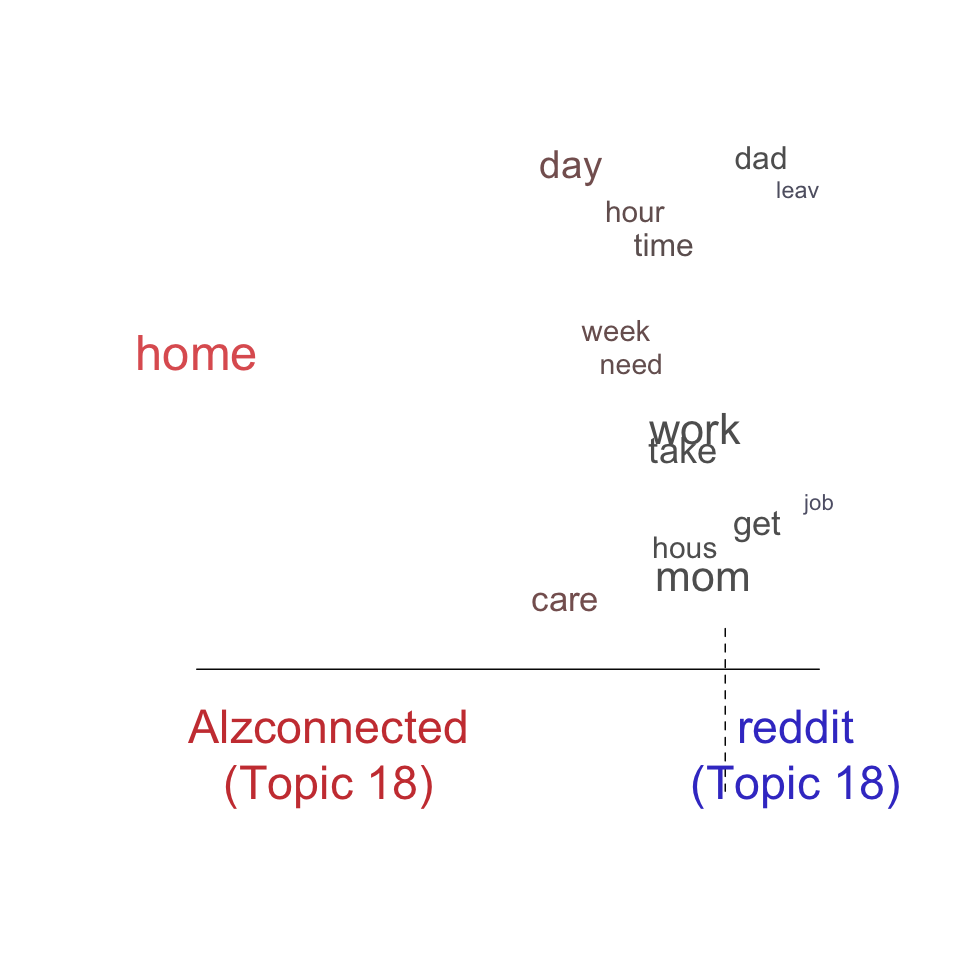 day
dad
leav
hour
time
week
home
need
work
take
job
get
hous
mom
care
Alzconnected
(Topic 18)
reddit
(Topic 18)